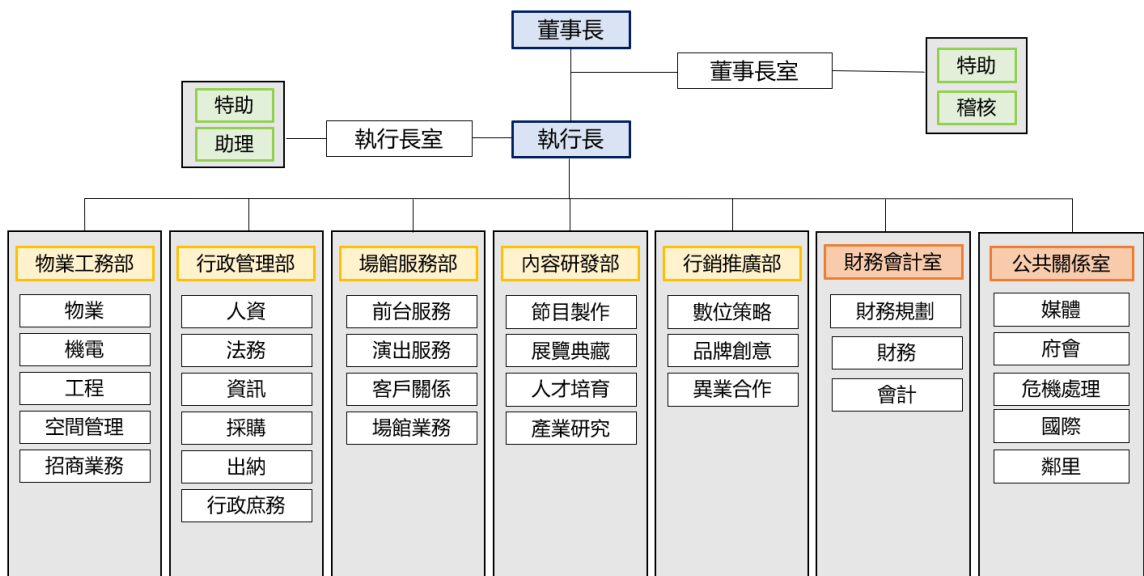 董事長
董事長室
特助
稽核
特助
助理
執行長室
執行長
物業工務部
物業
機電
工程
空間管理
招商業務
行政管理部
人資
法務
資訊
採購
出納
行政庶務
場館服務部
前台服務
演出服務
客戶關係
場館業務
內容研發部
節目製作
展覽典藏
人才培育
產業研究
行銷推廣部
數位策略
品牌創意
異業合作
財務會計室
財務規劃
財務
會計
公共關係室
媒體
府會
危機處理
國際
鄰里